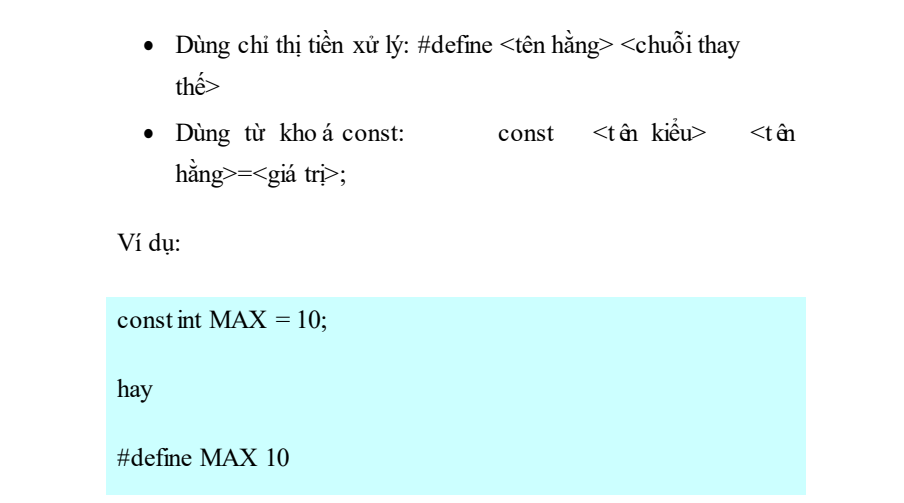 • Dùng chỉ thị tiền xử lý: #define <tên hằng> <chuỗi thay
thế>
• Dùng từ khoá const: const <tên kiểu> <tên
hằng>=<giá trị>;
Ví dụ:
const int MAX = 10;
hay
#define MAX 10